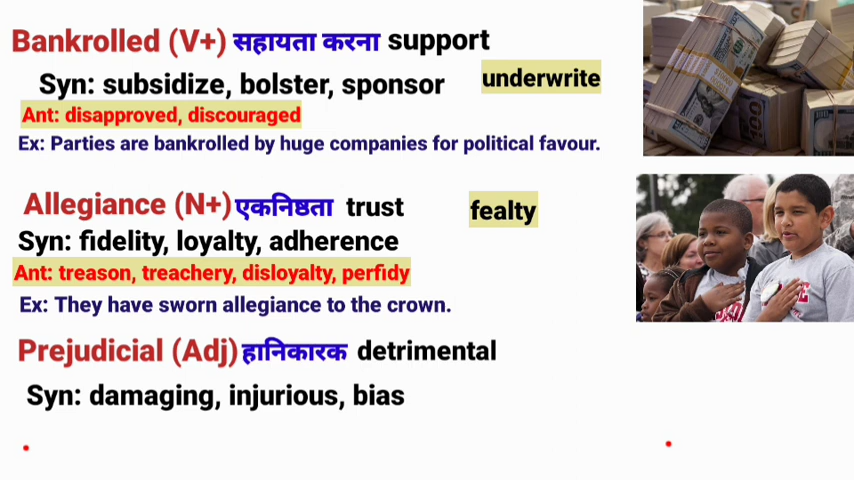 Bankrolled (V+) सहायता करना support
Syn: subsidize, bolster, sponsor underwrite
Ant: disapproved, discouraged
Ex: Parties are bankrolled by huge companies for political favour.
Allegiance (N+) एकनिष्ठता trust fealty
Syn: fidelity, loyalty, adherence
Ant: treason, treachery, disloyalty, perfidy
Ex: They have sworn allegiance to the crown.
Prejudicial (Adj) हानिकारक detrimental
Syn: damaging, injurious, bias